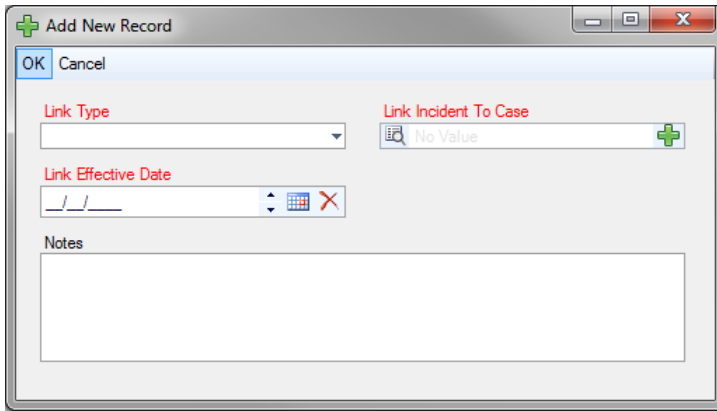 Add New Record
OK Cancel
Link Type Link Incident To Case
No Value
Link Effective Date
__/__/____
Notes